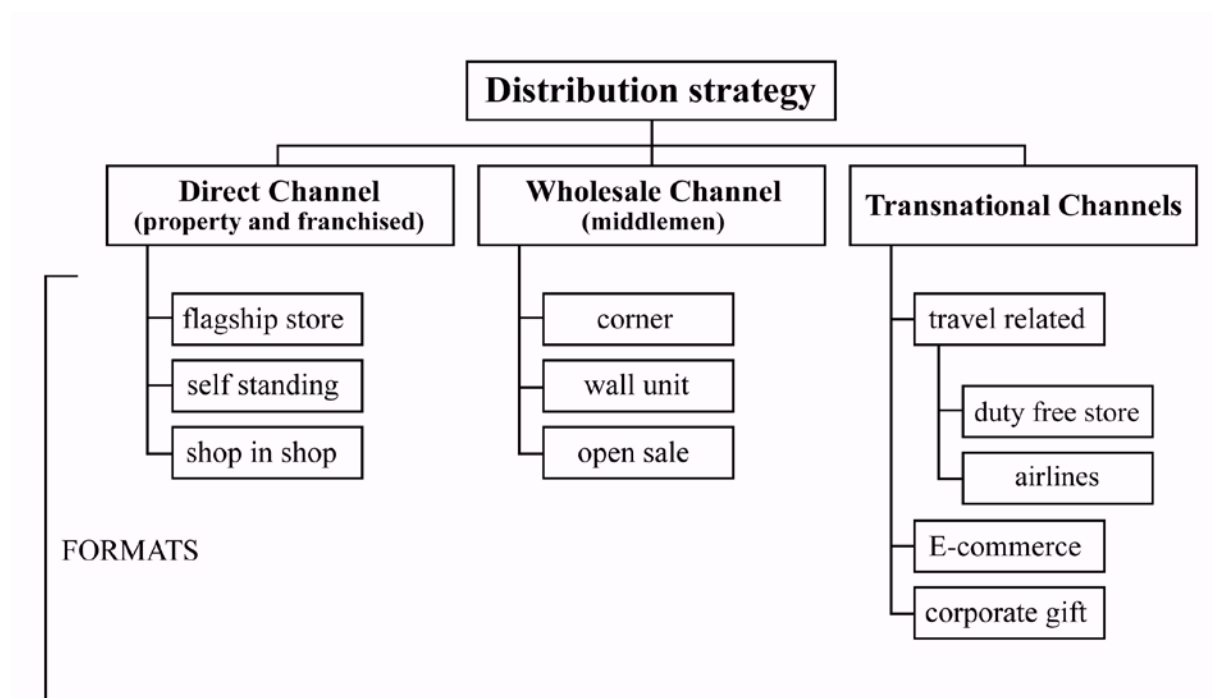 Distribution strategy
Direct Channel
(property and franchised)
Wholesale Channel
(middlemen)
Transnational Channels
flagship store
self standing
shop in shop
corner
wall unit
open sale
travel related
duty free store
airlines
E-commerce
corporate gift
FORMATS